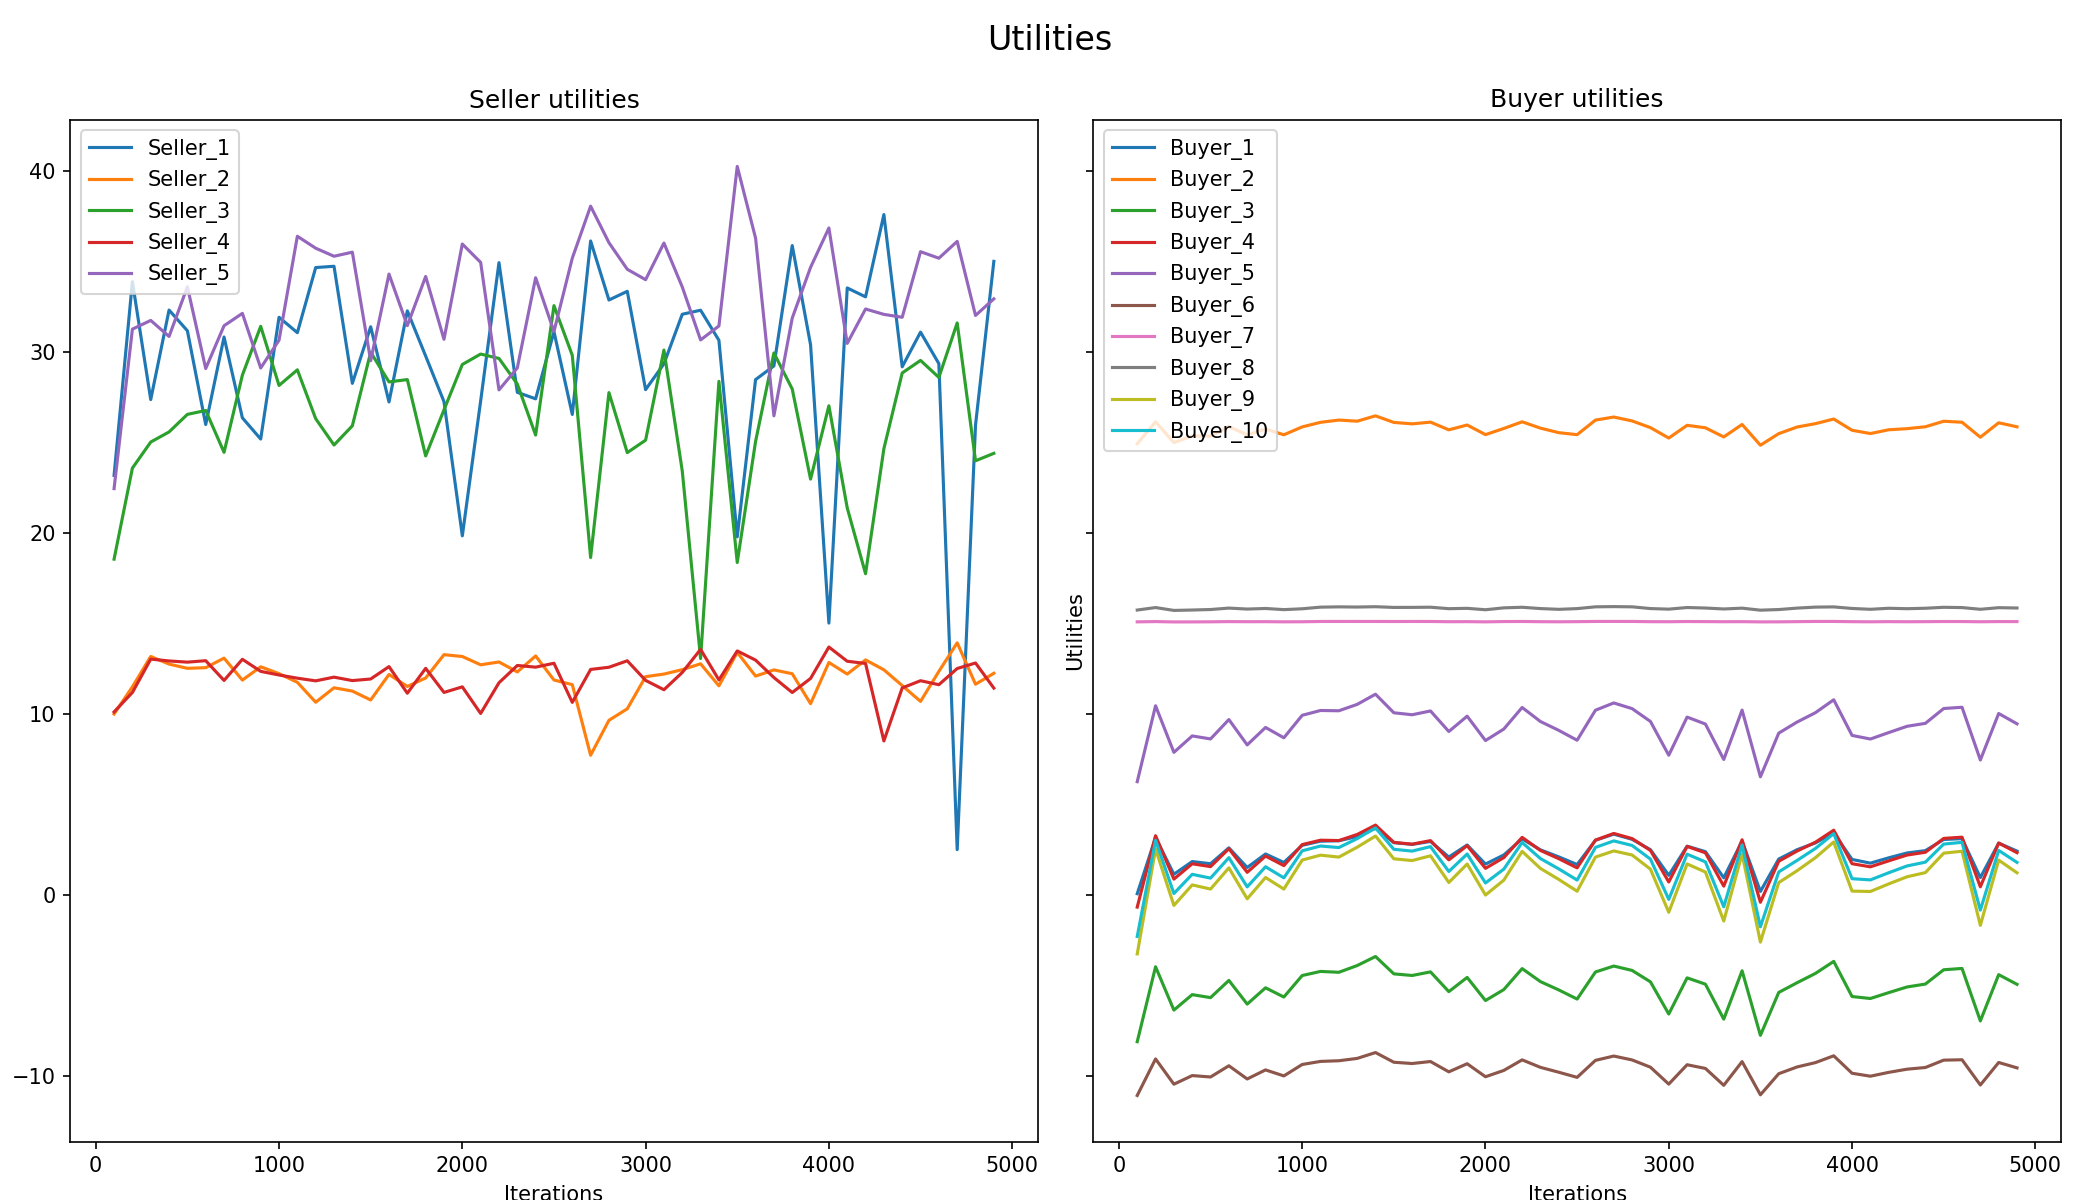 Utilities
Seller utilities
Seller_1
Seller_2
Seller_3
Seller_4
Seller_5
40
30
20
10
0
−10
0
1000
2000
3000
4000
5000
Iterations
Buyer utilities
Buyer_1
Buyer_2
Buyer_3
Buyer_4
Buyer_5
Buyer_6
Buyer_7
Buyer_8
Buyer_9
Buyer_10
Utilities
0
1000
2000
3000
4000
5000
Iterations